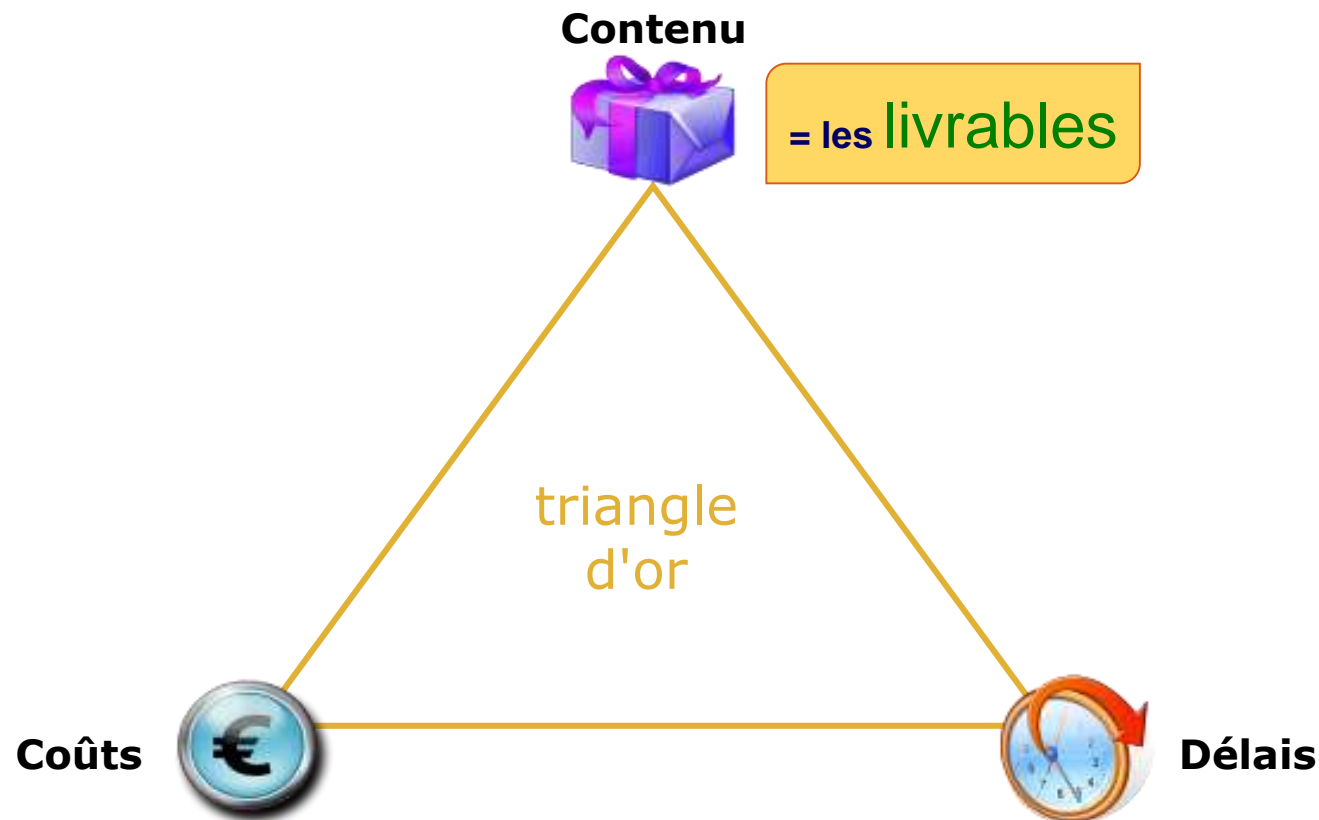 Contenu
= les livrables
triangle
d'or
€
Coûts
Délais